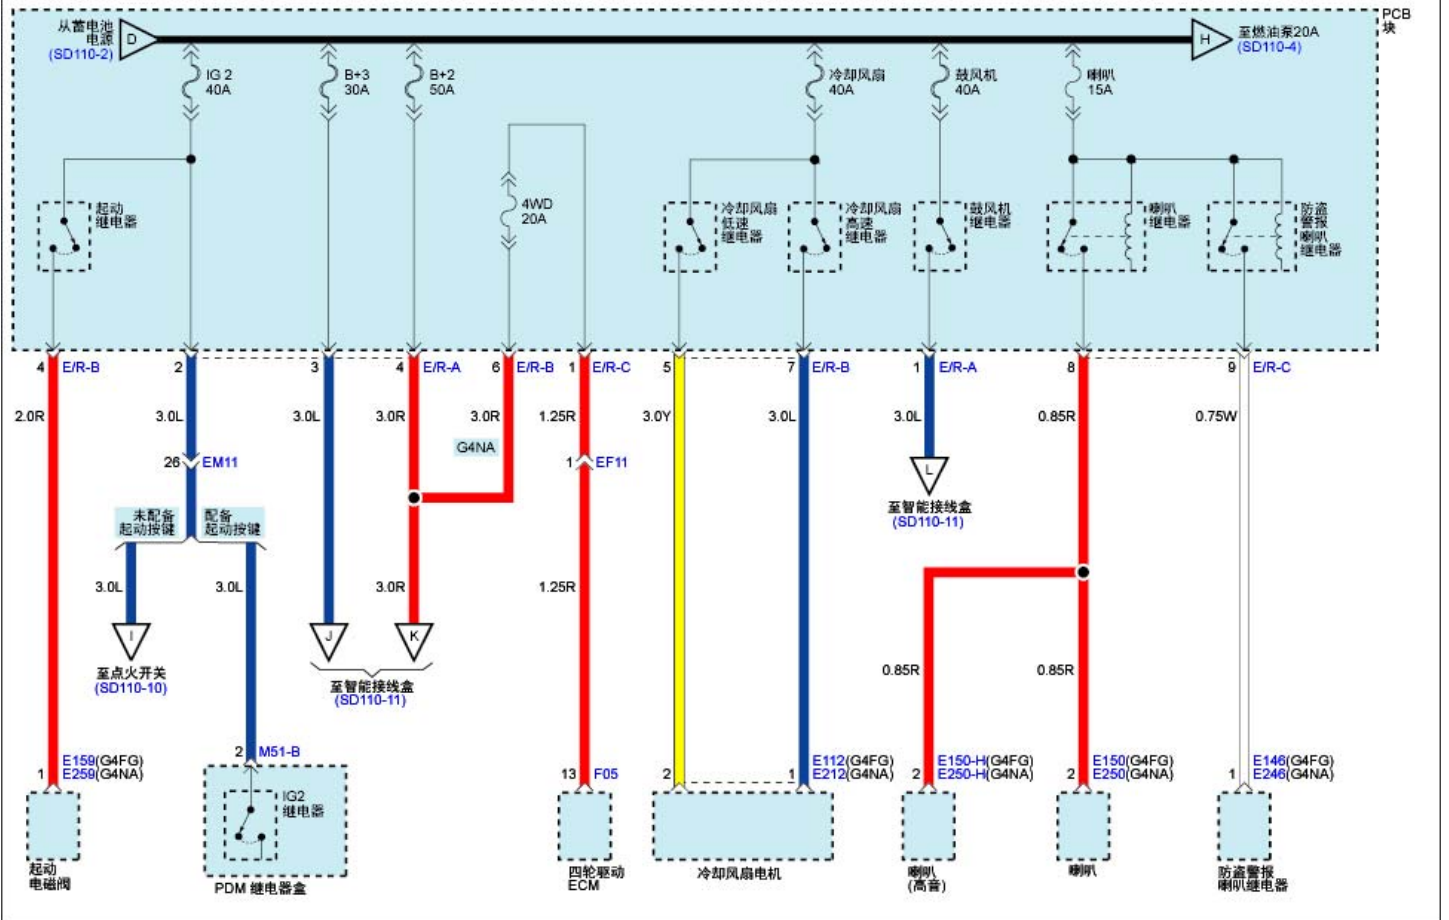 PCB
块
从蓄电池
电源
(SD110-2)
D
H
至燃油泵20A
(SD110-4)
IG 2
40A
B+3
30A
B+2
50A
冷却风扇
40A
鼓风机
40A
喇叭
15A
4WD
20A
起动
继电器
冷却风扇
低速
继电器
冷却风扇
高速
继电器
鼓风机
继电器
喇叭
继电器
防盗
警报
喇叭
继电器
4 E/R-B
2
3
4 E/R-A
6 E/R-B
1 E/R-C
5
7 E/R-B
1 E/R-A
8
9 E/R-C
2.0R
3.0L
3.0L
3.0R
3.0R
1.25R
3.0Y
3.0L
3.0L
0.85R
0.75W
G4NA
26 EM11
1 EF11
L
至智能接线盒
(SD110-11)
未配备
起动按键
配备
起动按键
3.0L
3.0L
3.0R
1.25R
I
J
K
至点火开关
(SD110-10)
至智能接线盒
(SD110-11)
0.85R
0.85R
2 M51-B
E159(G4FG)
1 E259(G4NA)
13 F05
2
E112(G4FG)
1 E212(G4NA)
E150-H(G4FG)
2 E250-H(G4NA)
E150(G4FG)
2 E250(G4NA)
E146(G4FG)
1 E246(G4NA)
IG2
继电器
起动
电磁阀
PDM 继电器盒
四轮驱动
ECM
冷却风扇电机
喇叭
(高音)
喇叭
防盗警报
喇叭继电器